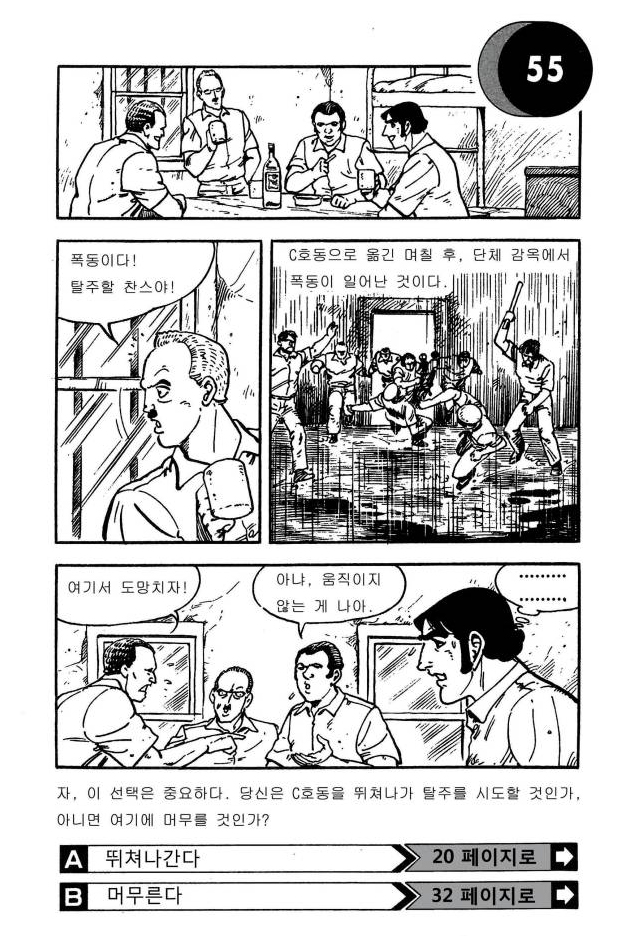 55
C호동으로 옮긴 며칠 후, 단체 감옥에서
폭동이 일어난 것이다.
폭동이다!
탈주할 찬스야!
여기서 도망치자!
아냐, 움직이지
않는 게 나아.
.........
.........
자, 이 선택은 중요하다. 당신은 C호동을 뛰쳐나가 탈주를 시도할 것인가,
아니면 여기에 머무를 것인가?
A 뛰쳐나간다 20 페이지로
B 머무른다 32 페이지로